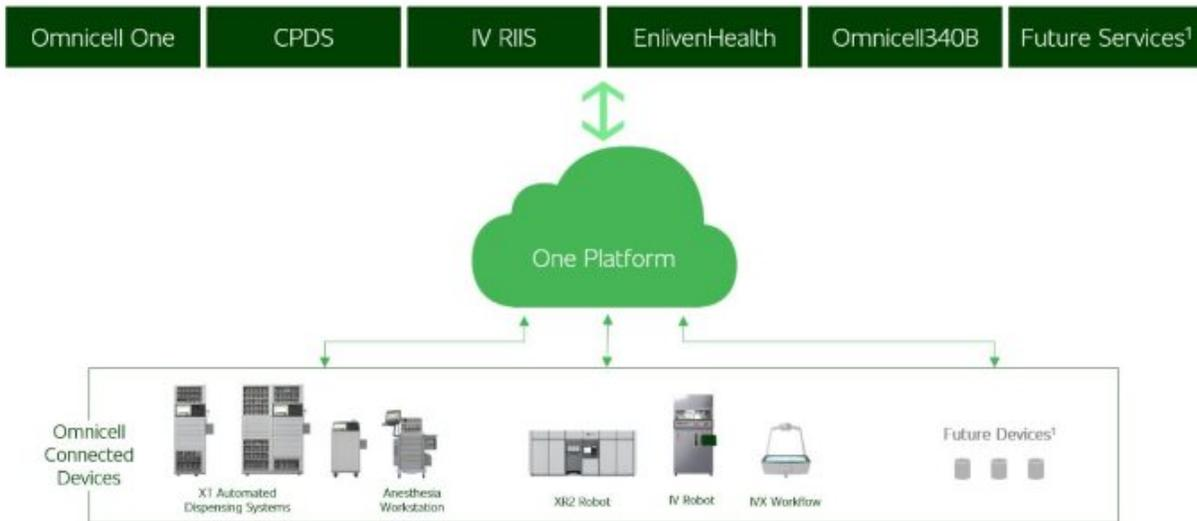 Omnicell One
CPDS
IV RIIS
EnlivenHealth
Omnicell340B
Future Services¹
One Platform
Omnicell
Connected
Devices
XT Automated
Dispensing Systems
Anesthesia
Workstation
XR2 Robot
IV Robot
IVX Workflow
Future Devices¹